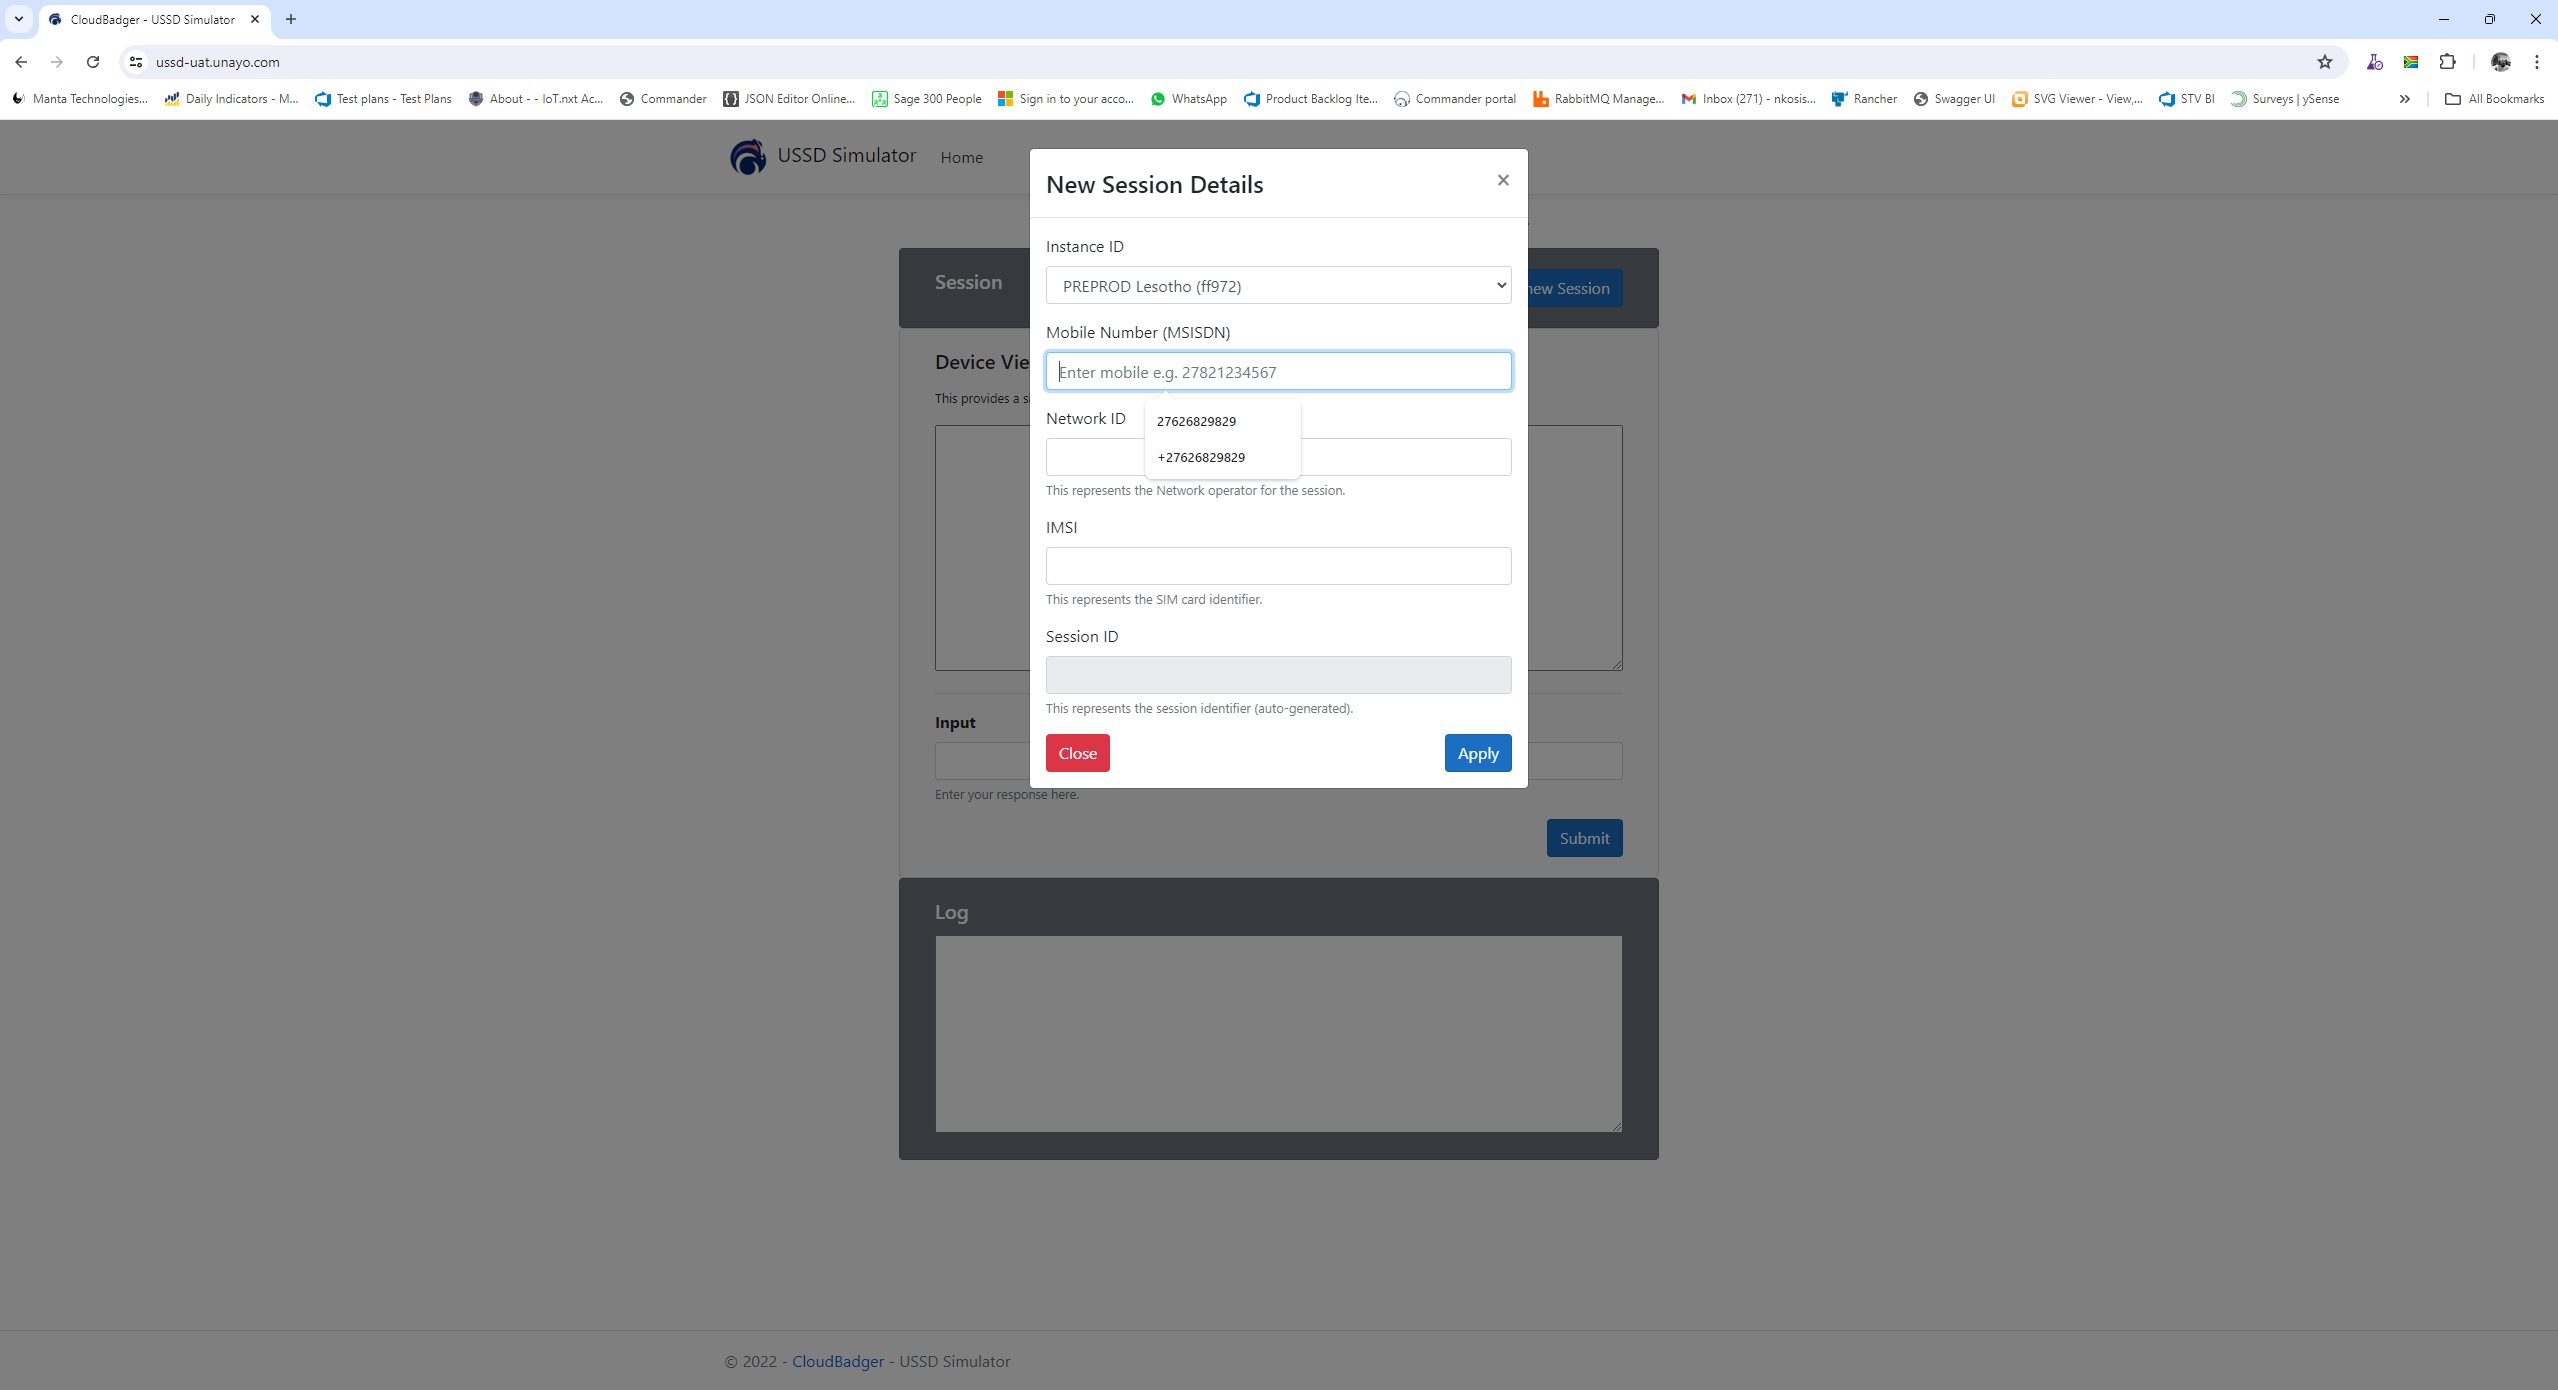 CloudBadger - USSD Simulator
ussd-uat.unayo.com
Manta Technologies... Daily Indicators - M... Test plans - Test Plans About - - IoT.nxt Ac... Commander JSON Editor Online... Sage 300 People Sign in to your acco... WhatsApp Product Backlog Ite... Commander portal RabbitMQ Manage... Inbox (271) - nkosis... Rancher Swagger UI SVG Viewer - View,... STV BI Surveys | ySense » All Bookmarks
USSD Simulator Home
New Session Details ×
Session
new Session
Instance ID
PREPROD Lesotho (ff972)
Mobile Number (MSISDN)
Enter mobile e.g. 27821234567
27626829829
+27626829829
Device Vie
This provides a si
Network ID
This represents the Network operator for the session.
IMSI
This represents the SIM card identifier.
Session ID
This represents the session identifier (auto-generated).
Close Apply
Input
Enter your response here.
Submit
Log
© 2022 - CloudBadger - USSD Simulator